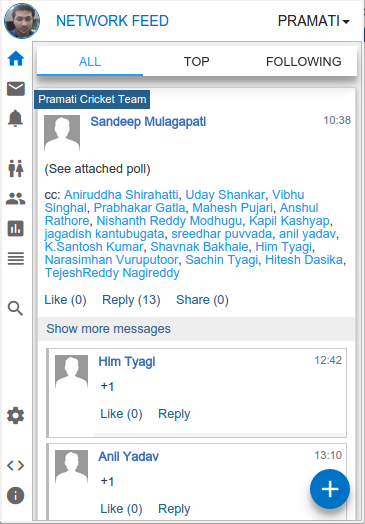 NETWORK FEED
PRAMATI
ALL
TOP
FOLLOWING
Pramati Cricket Team
Sandeep Mulagapati
10:38
(See attached poll)
cc: Aniruddha Shirahatti, Uday Shankar, Vibhu
Singhal, Prabhakar Gatla, Mahesh Pujari, Anshul
Rathore, Nishanth Reddy Modhugu, Kapil Kashyap,
jagadish kantubugata, sreedhar puvvada, anil yadav,
K.Santosh Kumar, Shavnak Bakhale, Him Tyagi,
Narasimhan Vuruputoor, Sachin Tyagi, Hitesh Dasika,
TejeshReddy Nagireddy
Like (0) Reply (13) Share (0)
Show more messages
Him Tyagi
12:42
+1
Like (0) Reply
Anil Yadav
13:10
+1
Like (0) Reply